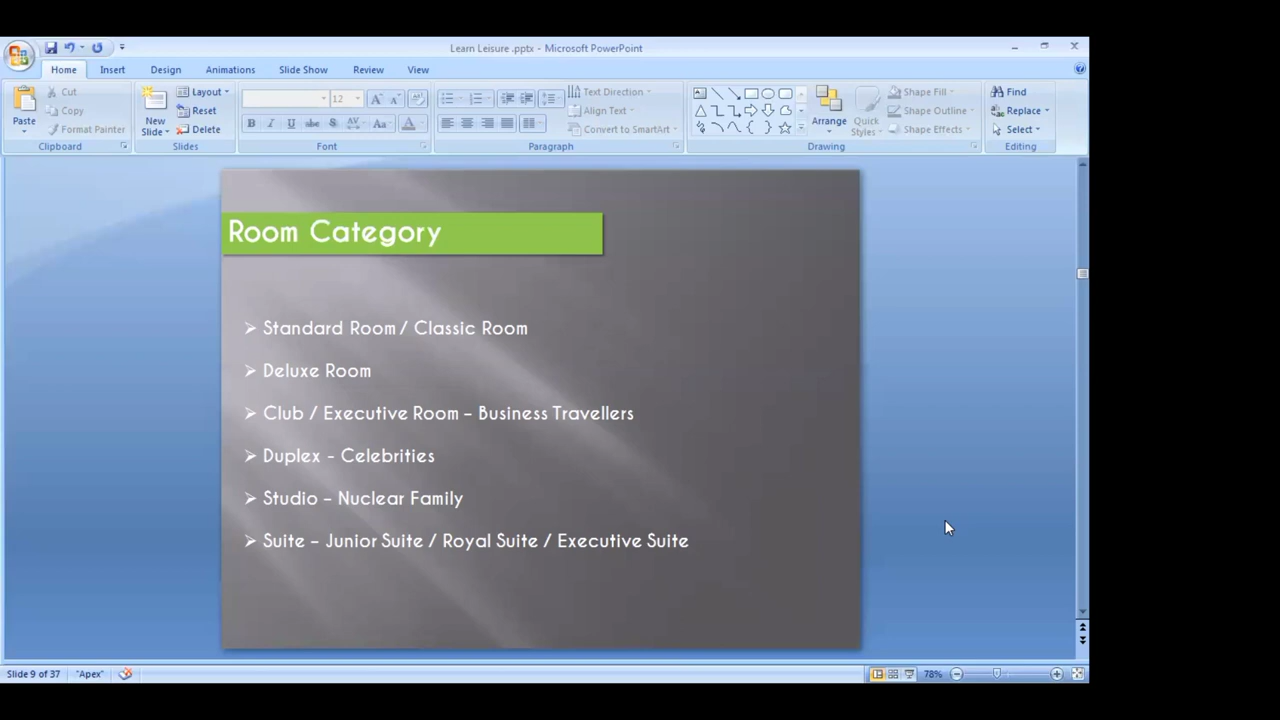 Learn Leisure .pptx - Microsoft PowerPoint
Home Insert Design Animations Slide Show Review View
Paste
Cut
Copy
Format Painter
Clipboard
New Slide
Layout
Reset
Delete
Slides
12
Font
Text Direction
Align Text
Convert to SmartArt
Paragraph
Arrange
Quick Styles
Shape Fill
Shape Outline
Shape Effects
Drawing
Find
Replace
Select
Editing
Room Category
Standard Room / Classic Room
Deluxe Room
Club / Executive Room – Business Travellers
Duplex - Celebrities
Studio – Nuclear Family
Suite – Junior Suite / Royal Suite / Executive Suite
Slide 9 of 37 "Apex" 78%